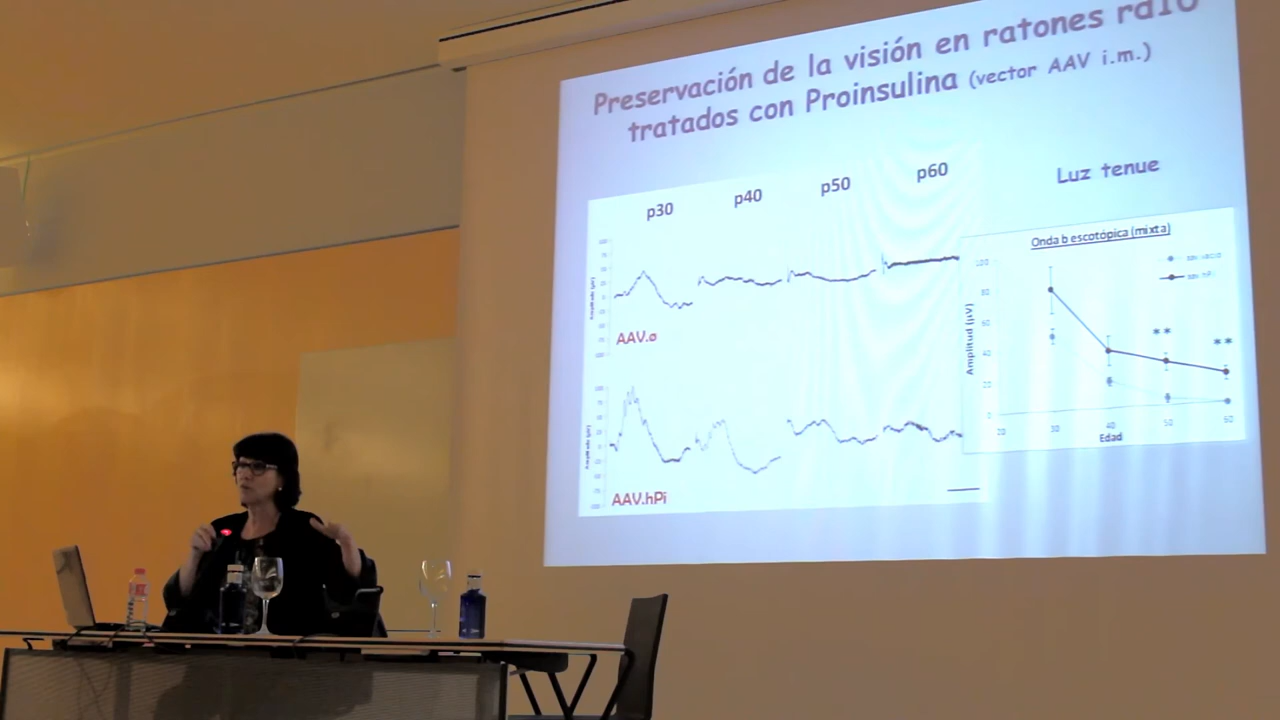 Preservación de la visión en ratones rd10
tratados con Proinsulina (vector AAV i.m.)
p30 p40 p50 p60
Luz tenue
Onda b escotópica (mixta)
AAV.ø
AAV.hPi
Amplitud (µV)
100
80
60
40
20
0
** **
20 30 40 50 60
Edad